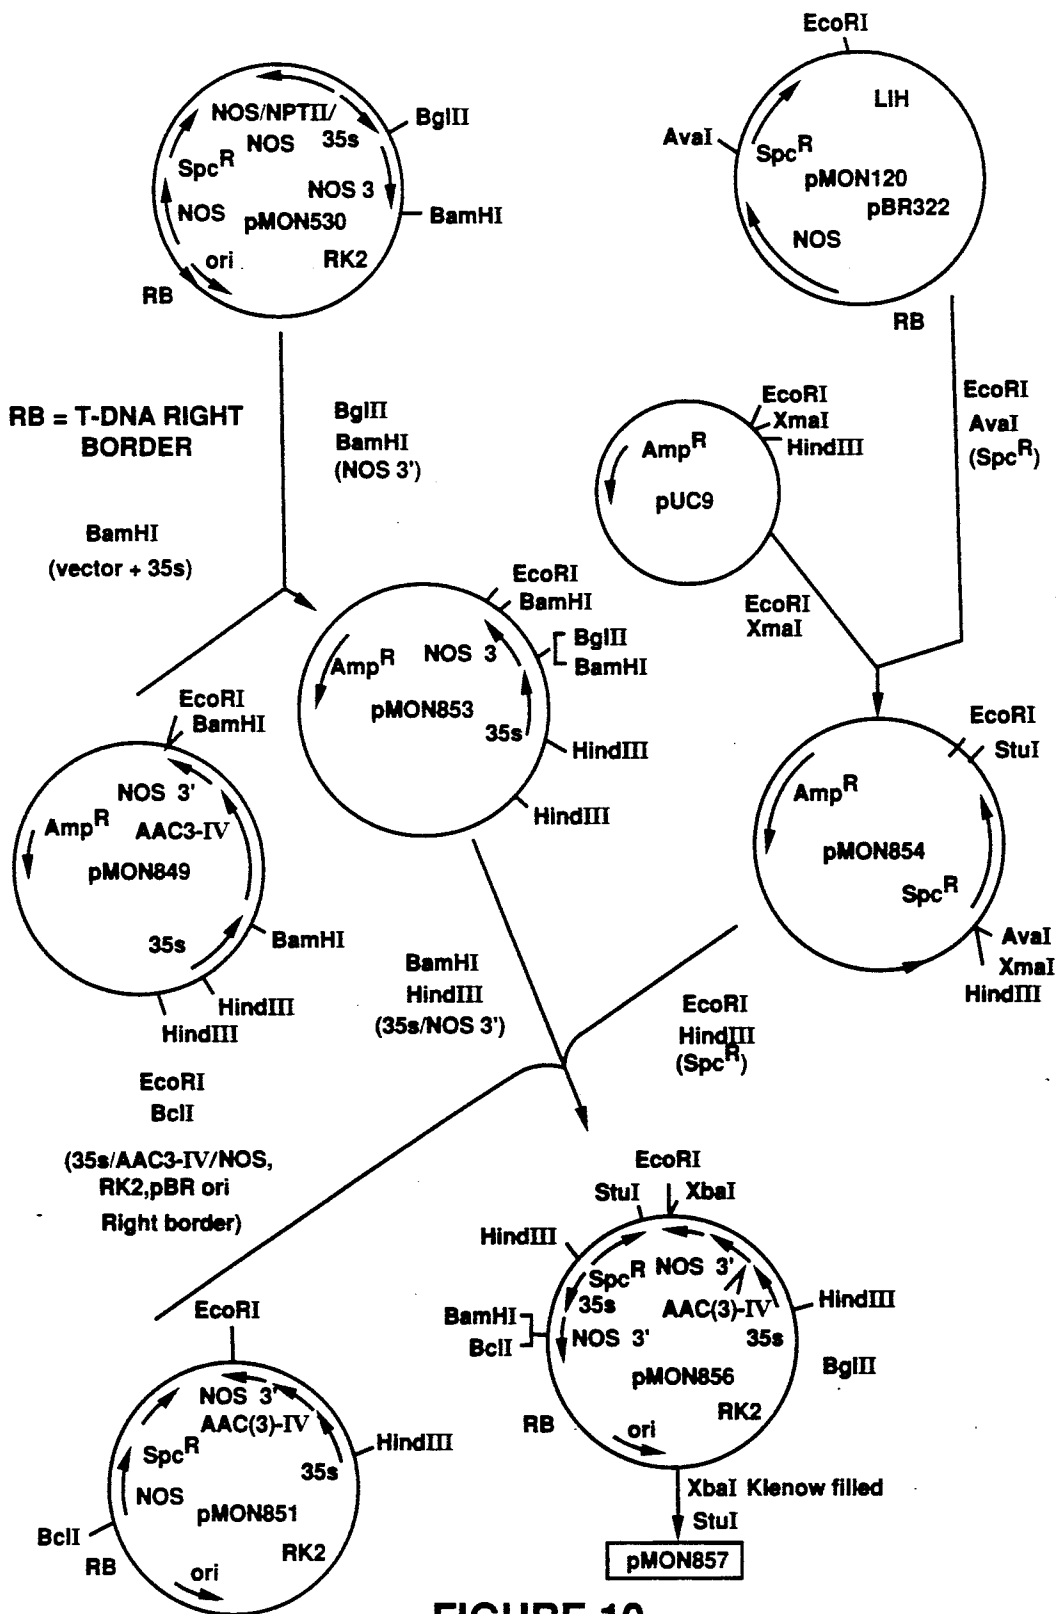 EcoRI
NOS/NPTII/
NOS
35s
BglII
SpcR
NOS 3
NOS
pMON530
BamHI
ori
RK2
RB
LIH
AvaI
SpcR
pMON120
pBR322
NOS
RB
RB = T-DNA RIGHT
BORDER
BglII
BamHI
(NOS 3')
BamHI
(vector + 35s)
EcoRI
XmaI
HindIII
AmpR
pUC9
EcoRI
AvaI
(SpcR)
EcoRI
XmaI
EcoRI
BamHI
BglII
BamHI
AmpR
NOS 3
pMON853
35s
HindIII
HindIII
EcoRI
BamHI
NOS 3'
AmpR
AAC3-IV
pMON849
35s
BamHI
HindIII
HindIII
EcoRI
StuI
AmpR
pMON854
SpcR
AvaI
XmaI
HindIII
BamHI
HindIII
(35s/NOS 3')
EcoRI
HindIII
(SpcR)
EcoRI
BclI
(35s/AAC3-IV/NOS,
RK2,pBR ori
Right border)
EcoRI
StuI
XbaI
HindIII
SpcR
NOS 3'
35s
AAC(3)-IV
HindIII
BamHI
BclI
NOS 3'
35s
pMON856
BglII
RB
RK2
ori
XbaI Klenow filled
StuI
pMON857
EcoRI
NOS 3'
AAC(3)-IV
SpcR
HindIII
35s
NOS
pMON851
BclI
RB
RK2
ori
FIGURE 10